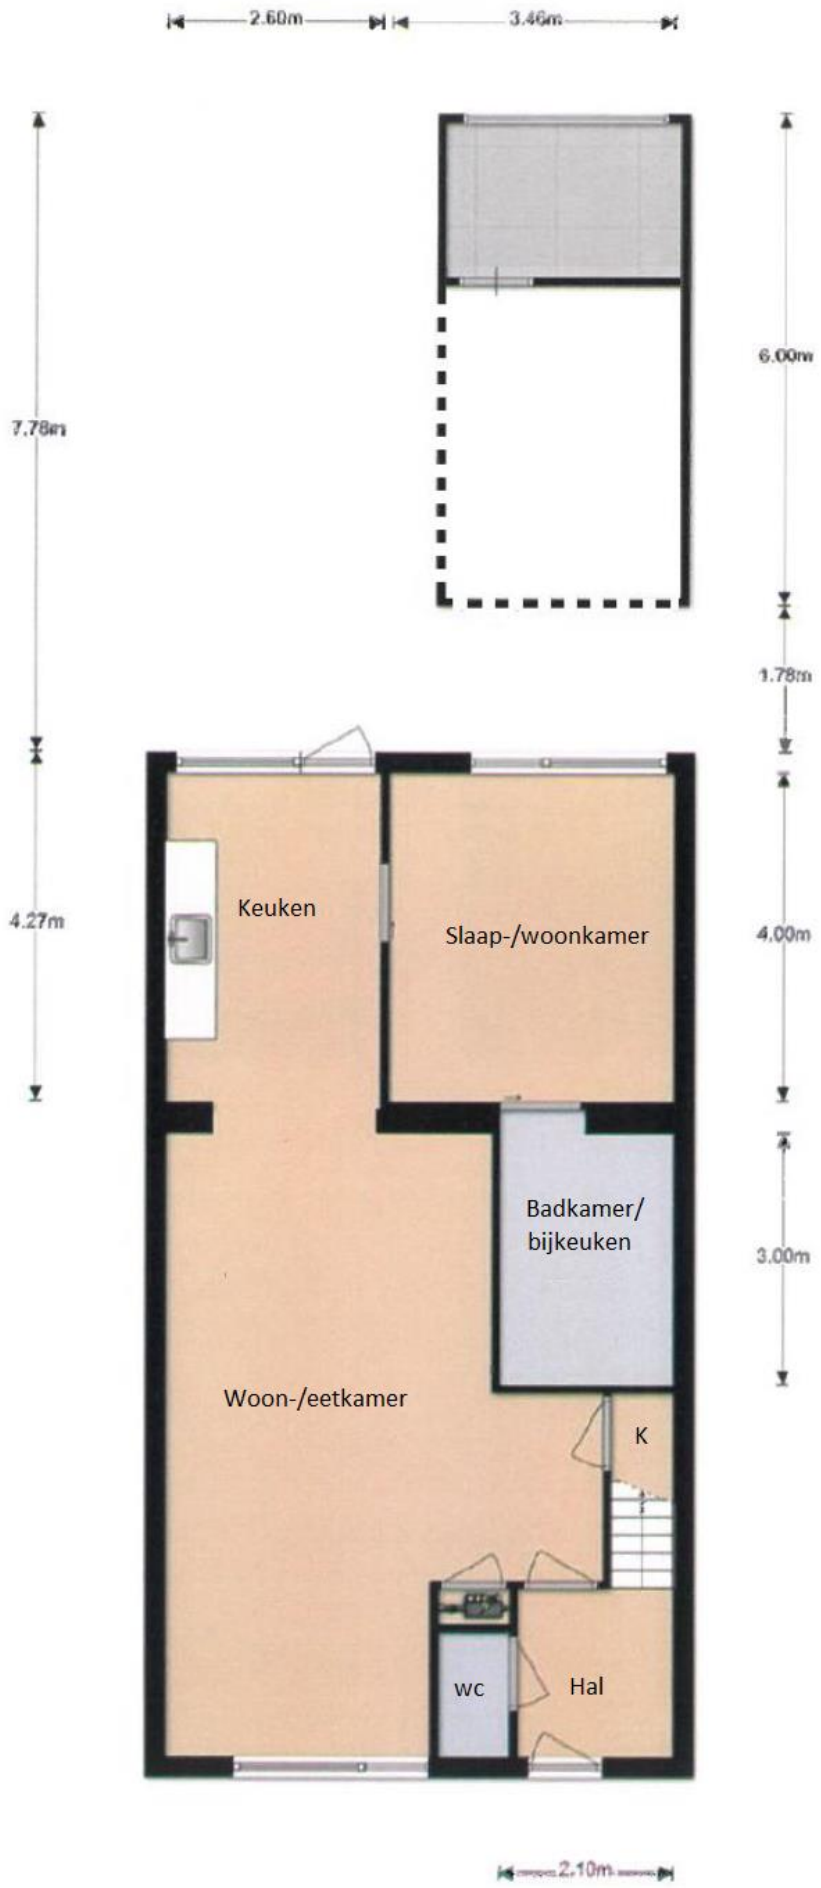 2.60m 3.46m
6.00m
7.78m
1.78m
Keuken
4.27m
Slaap-/woonkamer
4.00m
Badkamer/
bijkeuken
3.00m
Woon-/eetkamer
K
wc
Hal
2.10m